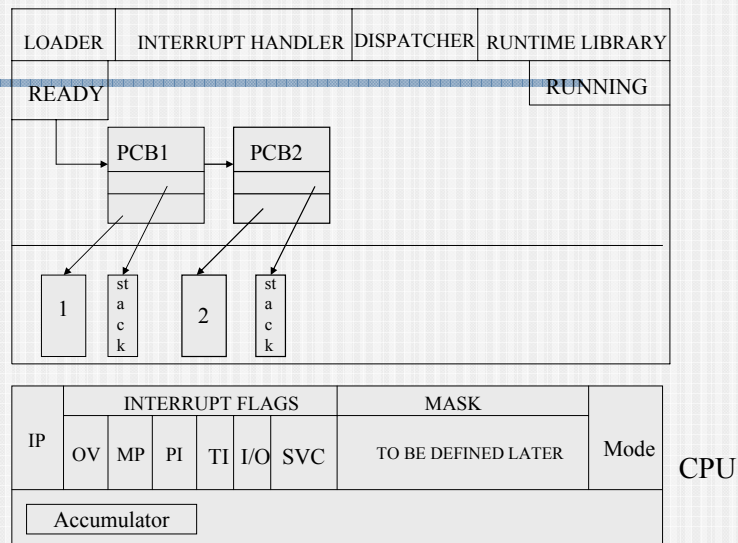 LOADER INTERRUPT HANDLER DISPATCHER RUNTIME LIBRARY
READY RUNNING
PCB1 PCB2
1 stack 2 stack
INTERRUPT FLAGS MASK
IP OV MP PI TI I/O SVC TO BE DEFINED LATER Mode CPU
Accumulator